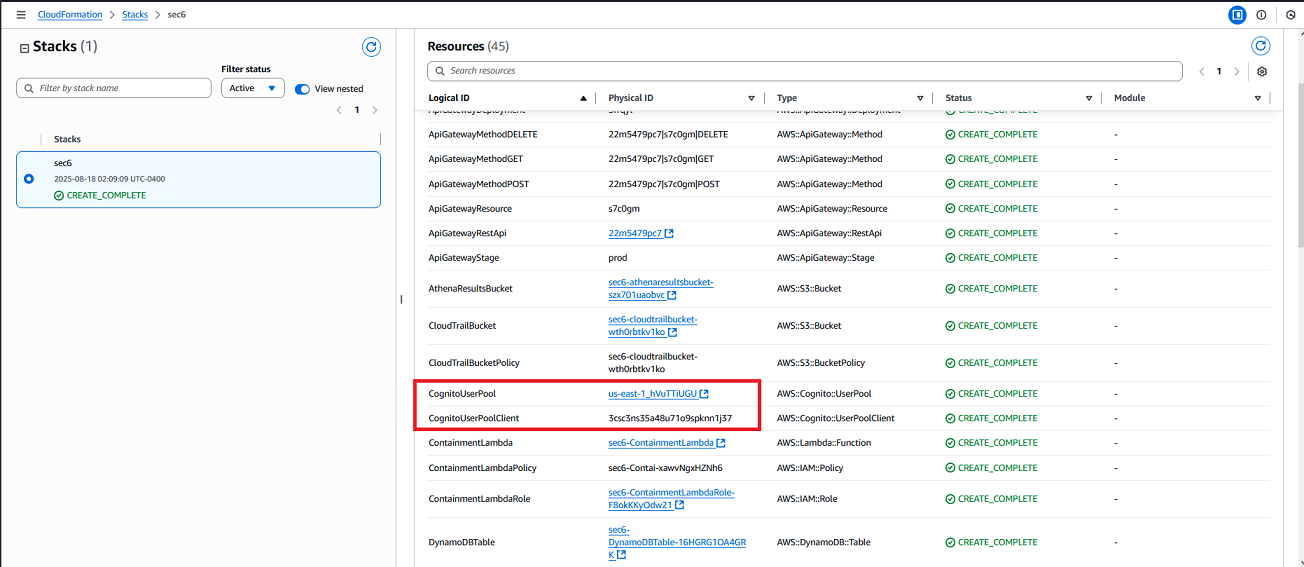 CloudFormation > Stacks > sec6
Stacks (1)
Filter status
Filter by stack name
Active
View nested
1
Stacks
sec6
2025-08-18 02:09:09 UTC-0400
CREATE_COMPLETE
Resources (45)
Search resources
1
Logical ID Physical ID Type Status Module
ApiGatewayDeployment AWS::ApiGateway::Deployment CREATE_COMPLETE
ApiGatewayMethodDELETE 22m5479pc7|s7c0gm|DELETE AWS::ApiGateway::Method CREATE_COMPLETE -
ApiGatewayMethodGET 22m5479pc7|s7c0gm|GET AWS::ApiGateway::Method CREATE_COMPLETE -
ApiGatewayMethodPOST 22m5479pc7|s7c0gm|POST AWS::ApiGateway::Method CREATE_COMPLETE -
ApiGatewayResource s7c0gm AWS::ApiGateway::Resource CREATE_COMPLETE -
ApiGatewayRestApi 22m5479pc7 AWS::ApiGateway::RestApi CREATE_COMPLETE -
ApiGatewayStage prod AWS::ApiGateway::Stage CREATE_COMPLETE -
AthenaResultsBucket sec6-athenaresultsbucket-
szx701uaobvc AWS::S3::Bucket CREATE_COMPLETE -
CloudTrailBucket sec6-cloudtrailbucket-
wth0rbtkv1ko AWS::S3::Bucket CREATE_COMPLETE -
CloudTrailBucketPolicy sec6-cloudtrailbucket-
wth0rbtkv1ko AWS::S3::BucketPolicy CREATE_COMPLETE -
CognitoUserPool us-east-1_hVuTTiUGU AWS::Cognito::UserPool CREATE_COMPLETE -
CognitoUserPoolClient 3csc3ns35a48u71o9spknn1j37 AWS::Cognito::UserPoolClient CREATE_COMPLETE -
ContainmentLambda sec6-ContainmentLambda AWS::Lambda::Function CREATE_COMPLETE -
ContainmentLambdaPolicy sec6-Contai-xawvNgxHZNh6 AWS::IAM::Policy CREATE_COMPLETE -
ContainmentLambdaRole sec6-ContainmentLambdaRole-
F8okKKyOdw21 AWS::IAM::Role CREATE_COMPLETE -
DynamoDBTable sec6-
DynamoDBTable-16HGRG1OA4GR
K AWS::DynamoDB::Table CREATE_COMPLETE -